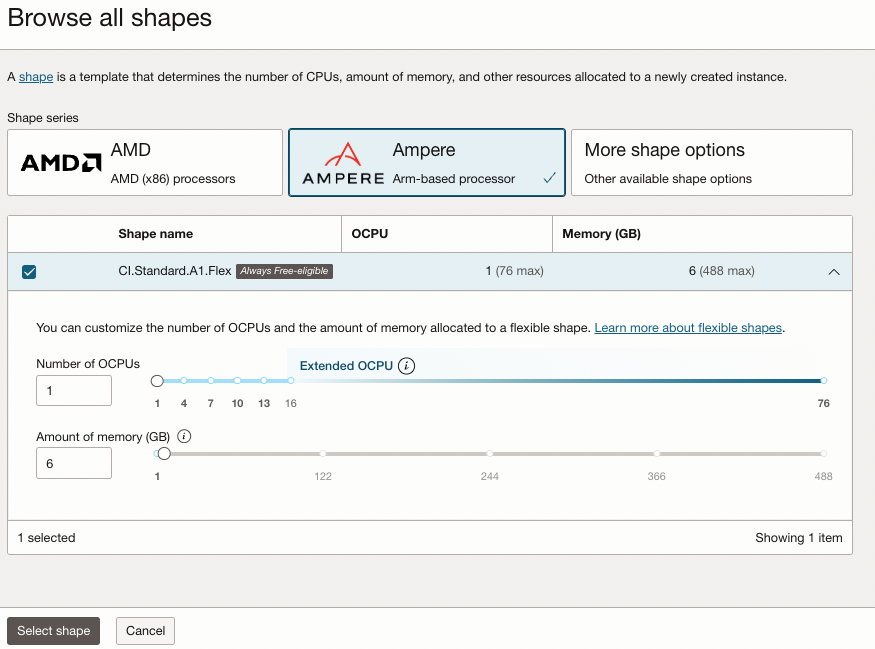 Browse all shapes
A shape is a template that determines the number of CPUs, amount of memory, and other resources allocated to a newly created instance.
Shape series
AMD AMD
AMD (x86) processors
AMPERE Ampere
Arm-based processor
More shape options
Other available shape options
Shape name OCPU Memory (GB)
CI.Standard.A1.Flex Always Free-eligible 1 (76 max) 6 (488 max)
You can customize the number of OCPUs and the amount of memory allocated to a flexible shape. Learn more about flexible shapes.
Number of OCPUs Extended OCPU i
1
1 4 7 10 13 16 76
Amount of memory (GB) i
6
1 122 244 366 488
1 selected Showing 1 item
Select shape Cancel